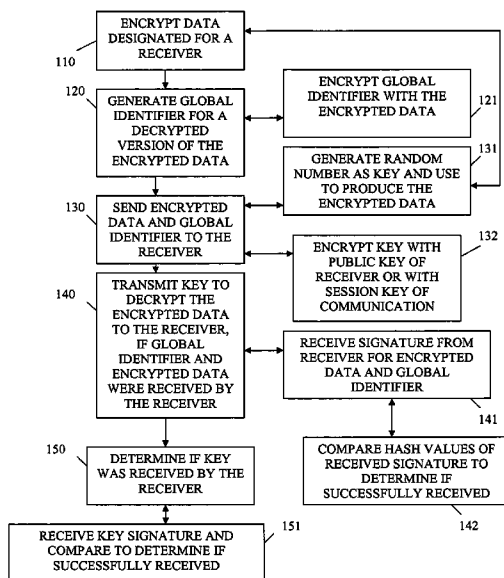 ENCRYPT DATA
DESIGNATED FOR A
RECEIVER
110
120
GENERATE GLOBAL
IDENTIFIER FOR A
DECRYPTED
VERSION OF THE
ENCRYPTED DATA
ENCRYPT GLOBAL
IDENTIFIER WITH THE
ENCRYPTED DATA
121
131
GENERATE RANDOM
NUMBER AS KEY AND USE
TO PRODUCE THE
ENCRYPTED DATA
130
SEND ENCRYPTED
DATA AND GLOBAL
IDENTIFIER TO THE
RECEIVER
132
ENCRYPT KEY WITH
PUBLIC KEY OF
RECEIVER OR WITH
SESSION KEY OF
COMMUNICATION
140
TRANSMIT KEY TO
DECRYPT THE
ENCRYPTED DATA
TO THE RECEIVER,
IF GLOBAL
IDENTIFIER AND
ENCRYPTED DATA
WERE RECEIVED BY
THE RECEIVER
RECEIVE SIGNATURE FROM
RECEIVER FOR ENCRYPTED
DATA AND GLOBAL
IDENTIFIER
141
150
DETERMINE IF KEY
WAS RECEIVED BY THE
RECEIVER
COMPARE HASH VALUES OF
RECEIVED SIGNATURE TO
DETERMINE IF
SUCCESSFULLY RECEIVED
142
151
RECEIVE KEY SIGNATURE AND
COMPARE TO DETERMINE IF
SUCCESSFULLY RECEIVED